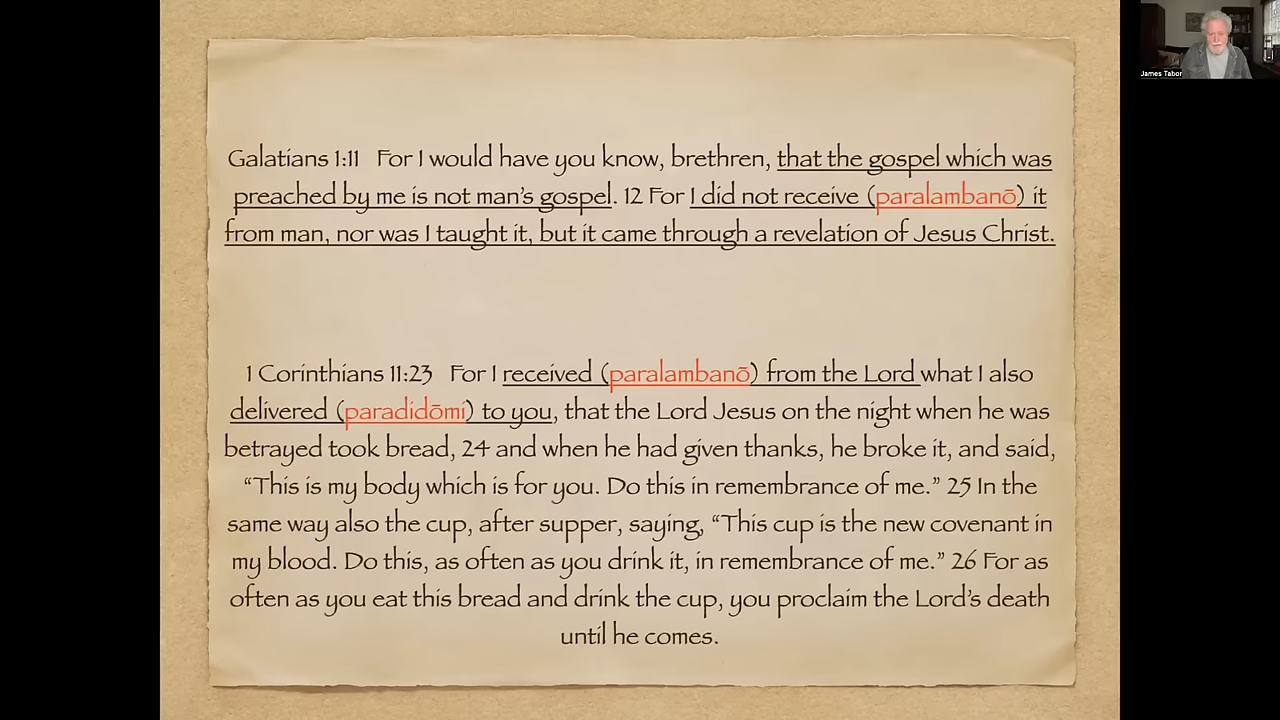 Galatians 1:11 For I would have you know, brethren, that the gospel which was
preached by me is not man's gospel. 12 For I did not receive (paralambanō) it
from man, nor was I taught it, but it came through a revelation of Jesus Christ.
1 Corinthians 11:23 For I received (paralambanō) from the Lord what I also
delivered (paradidōmi) to you, that the Lord Jesus on the night when he was
betrayed took bread, 24 and when he had given thanks, he broke it, and said,
“This is my body which is for you. Do this in remembrance of me.” 25 In the
same way also the cup, after supper, saying, “This cup is the new covenant in
my blood. Do this, as often as you drink it, in remembrance of me.” 26 For as
often as you eat this bread and drink the cup, you proclaim the Lord's death
until he comes.
James Tabor